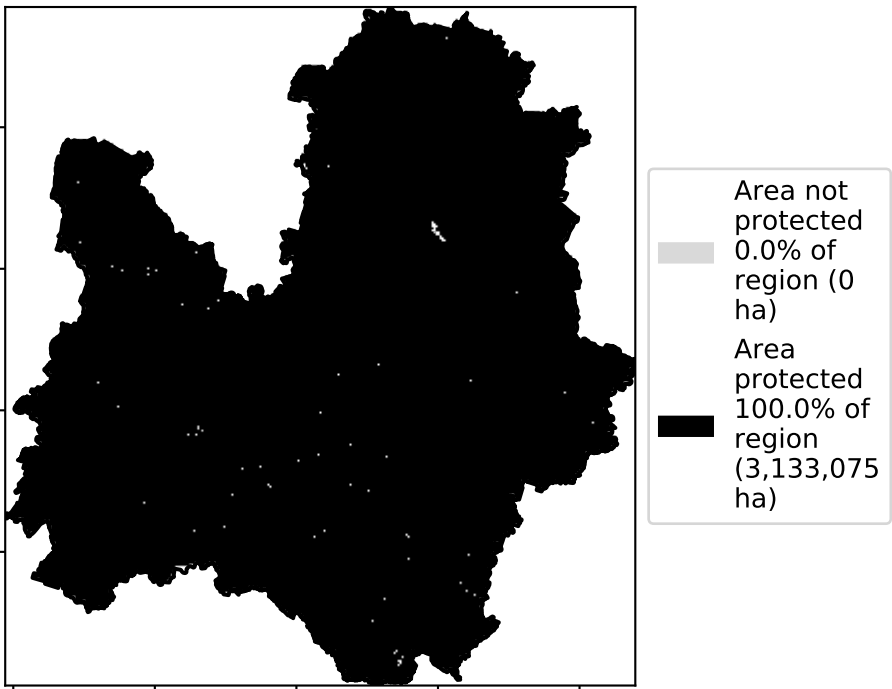 Area not
protected
0.0% of
region (0
ha)
Area
protected
100.0% of
region
(3,133,075
ha)